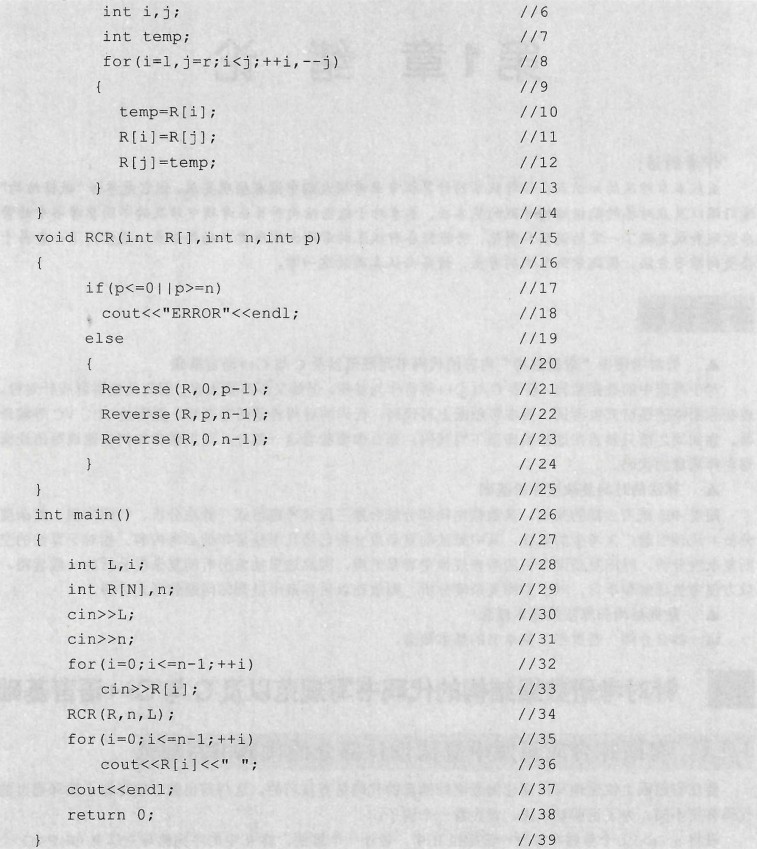 int i,j; //6
int temp; //7
for(i=l,j=r;i<j;++i,--j) //8
{ //9
temp=R[i]; //10
R[i]=R[j]; //11
R[j]=temp; //12
} //13
} //14
void RCR(int R[],int n,int p) //15
{ //16
if(p<=0||p>=n) //17
cout<<"ERROR"<<endl; //18
else //19
{ //20
Reverse(R,0,p-1); //21
Reverse(R,p,n-1); //22
Reverse(R,0,n-1); //23
} //24
} //25
int main() //26
{ //27
int L,i; //28
int R[N],n; //29
cin>>L; //30
cin>>n; //31
for(i=0;i<=n-1;++i) //32
cin>>R[i]; //33
RCR(R,n,L); //34
for(i=0;i<=n-1;++i) //35
cout<<R[i]<<" "; //36
cout<<endl; //37
return 0; //38
} //39